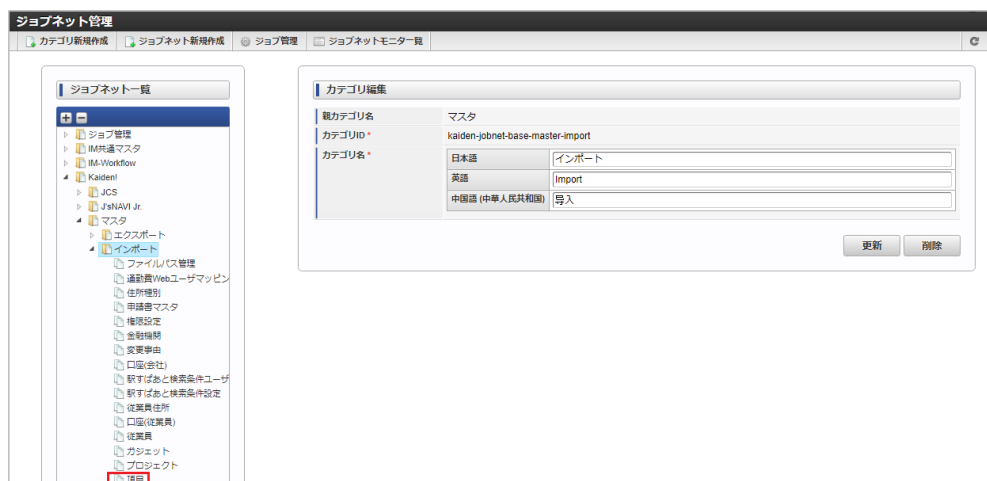 ジョブネット管理
カテゴリ新規作成 ジョブネット新規作成 ジョブ管理 ジョブネットモニター覧
ジョブネット一覧
ジョブ管理
IM共通マスタ
IM-Workflow
Kaiden!
JCS
J'sNAVI Jr.
マスタ
エクスポート
インポート
ファイルパス管理
通勤費Webユーザマッピン
住所種別
申請書マスタ
権限設定
金融機関
変更事由
口座(会社)
駅すぱあと検索条件ユーザ
駅すぱあと検索条件設定
従業員住所
口座(従業員)
従業員
ガジェット
プロジェクト
項目
カテゴリ編集
親カテゴリ名 マスタ
カテゴリID * kaiden-jobnet-base-master-import
カテゴリ名 * 日本語 インポート
英語 Import
中国語 (中華人民共和国) 导入
更新 削除